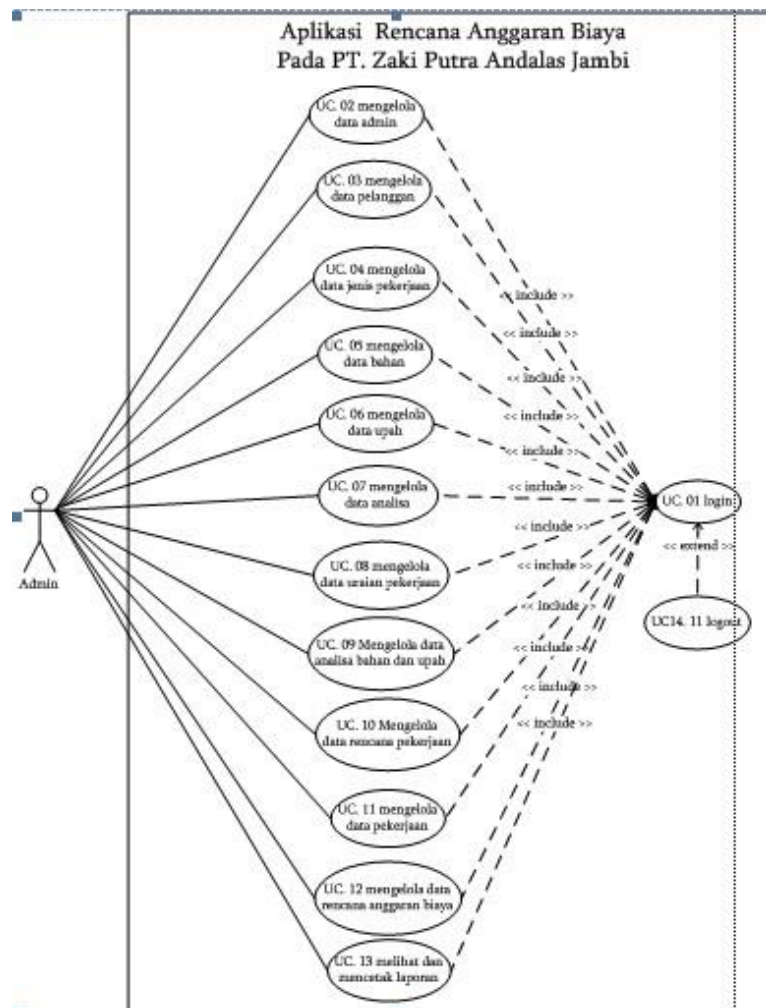 Aplikasi Rencana Anggaran Biaya
Pada PT. Zaki Putra Andalas Jambi
UC. 02 mengelola
data admin
UC. 03 mengelola
data pelanggan
UC. 04 mengelola
data jenis pekerjaan
UC. 05 mengelola
data bahan
UC. 06 mengelola
data upah
UC. 07 mengelola
data analisa
UC. 08 mengelola
data uraian pekerjaan
UC. 09 Mengelola data
analisa bahan dan upah
UC. 10 Mengelola
data rencana pekerjaan
UC. 11 mengelola
data pekerjaan
UC. 12 mengelola data
rencana anggaran biaya
UC. 13 melihat dan
mencetak laporan
<< include >>
<< include >>
<< include >>
<< include >>
<< include >>
<< include >>
<< include >>
<< include >>
<< include >>
<< include >>
<< include >>
Admin
UC. 01 login
<< extend >>
UC14. 11 logout